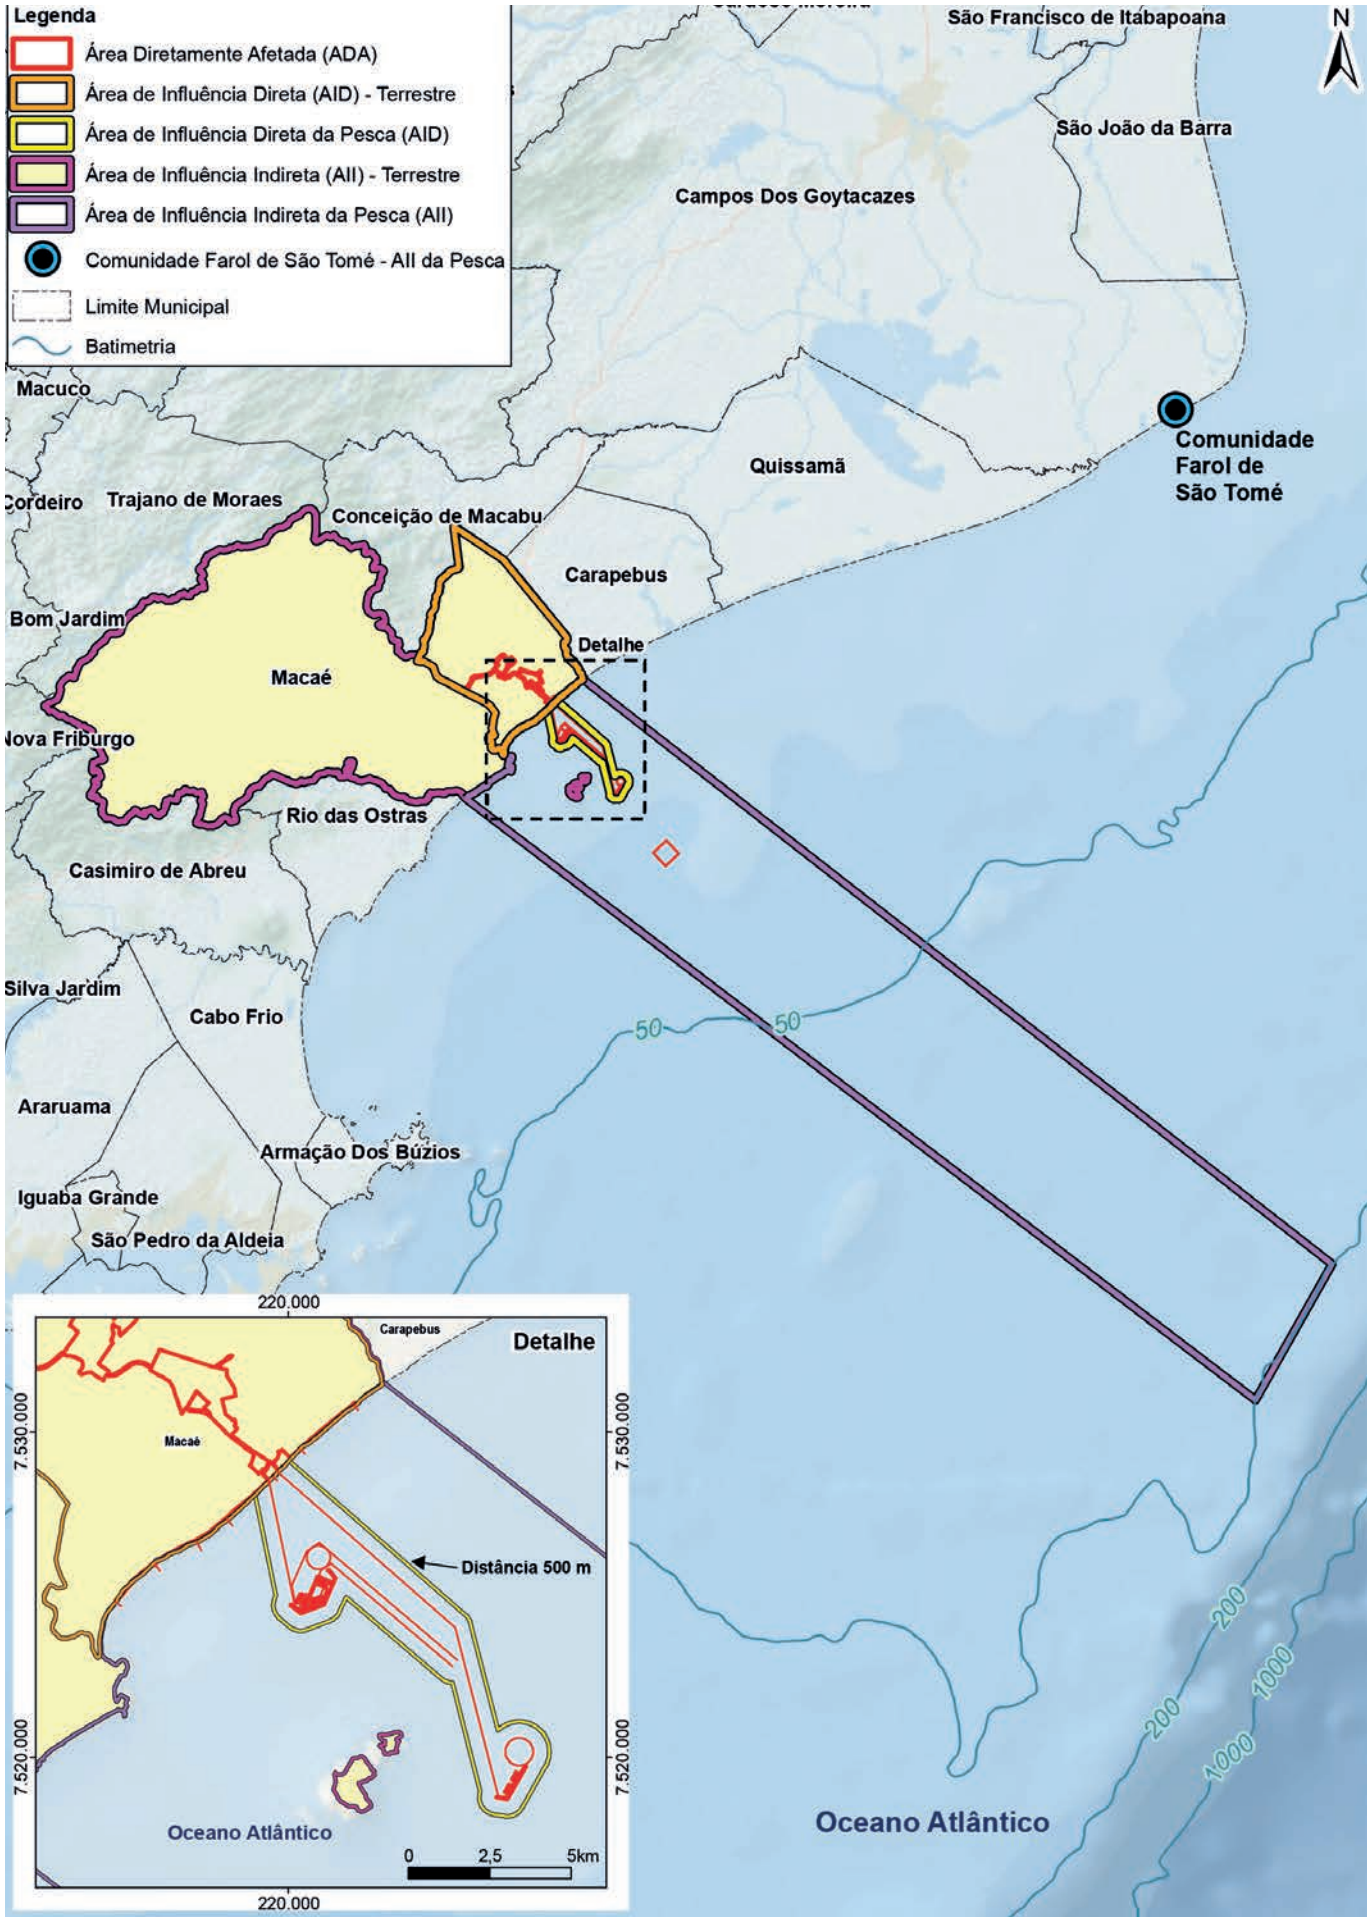 Legenda
Área Diretamente Afetada (ADA)
Área de Influência Direta (AID) - Terrestre
Área de Influência Direta da Pesca (AID)
Área de Influência Indireta (AII) - Terrestre
Área de Influência Indireta da Pesca (AII)
Comunidade Farol de São Tomé - AII da Pesca
Limite Municipal
Batimetria
São Francisco de Itabapoana
N
São João da Barra
Campos Dos Goytacazes
Macuco
Comunidade
Farol de
São Tomé
Quissamã
Cordeiro
Trajano de Moraes
Conceição de Macabu
Carapebus
Bom Jardim
Detalhe
Macaé
Nova Friburgo
Rio das Ostras
Casimiro de Abreu
Silva Jardim
Cabo Frio
50
50
Araruama
Armação Dos Búzios
Iguaba Grande
São Pedro da Aldeia
220.000
Carapebus
Detalhe
7.530.000
7.530.000
Macaé
Distância 500 m
200
1000
200
1000
7.520.000
7.520.000
Oceano Atlântico
Oceano Atlântico
0 2,5 5km
220.000